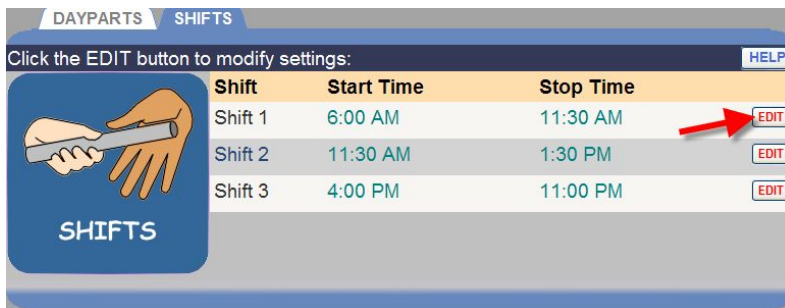 DAYPARTS SHIFTS
Click the EDIT button to modify settings: HELP
Shift Start Time Stop Time
Shift 1 6:00 AM 11:30 AM EDIT
Shift 2 11:30 AM 1:30 PM EDIT
Shift 3 4:00 PM 11:00 PM EDIT
SHIFTS